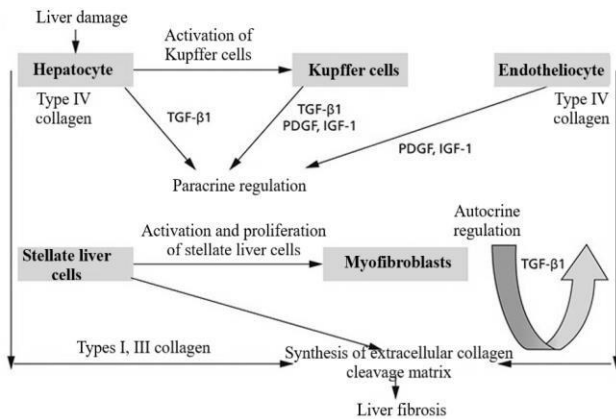 Liver damage
Activation of
Kupffer cells
Hepatocyte
Kupffer cells
Endotheliocyte
Type IV
collagen
TGF-β1
TGF-β1
PDGF, IGF-1
Type IV
collagen
PDGF, IGF-1
Paracrine regulation
Activation and proliferation
of stellate liver cells
Autocrine
regulation
Stellate liver
cells
Myofibroblasts
TGF-β1
Types I, III collagen
Synthesis of extracellular collagen
cleavage matrix
Liver fibrosis